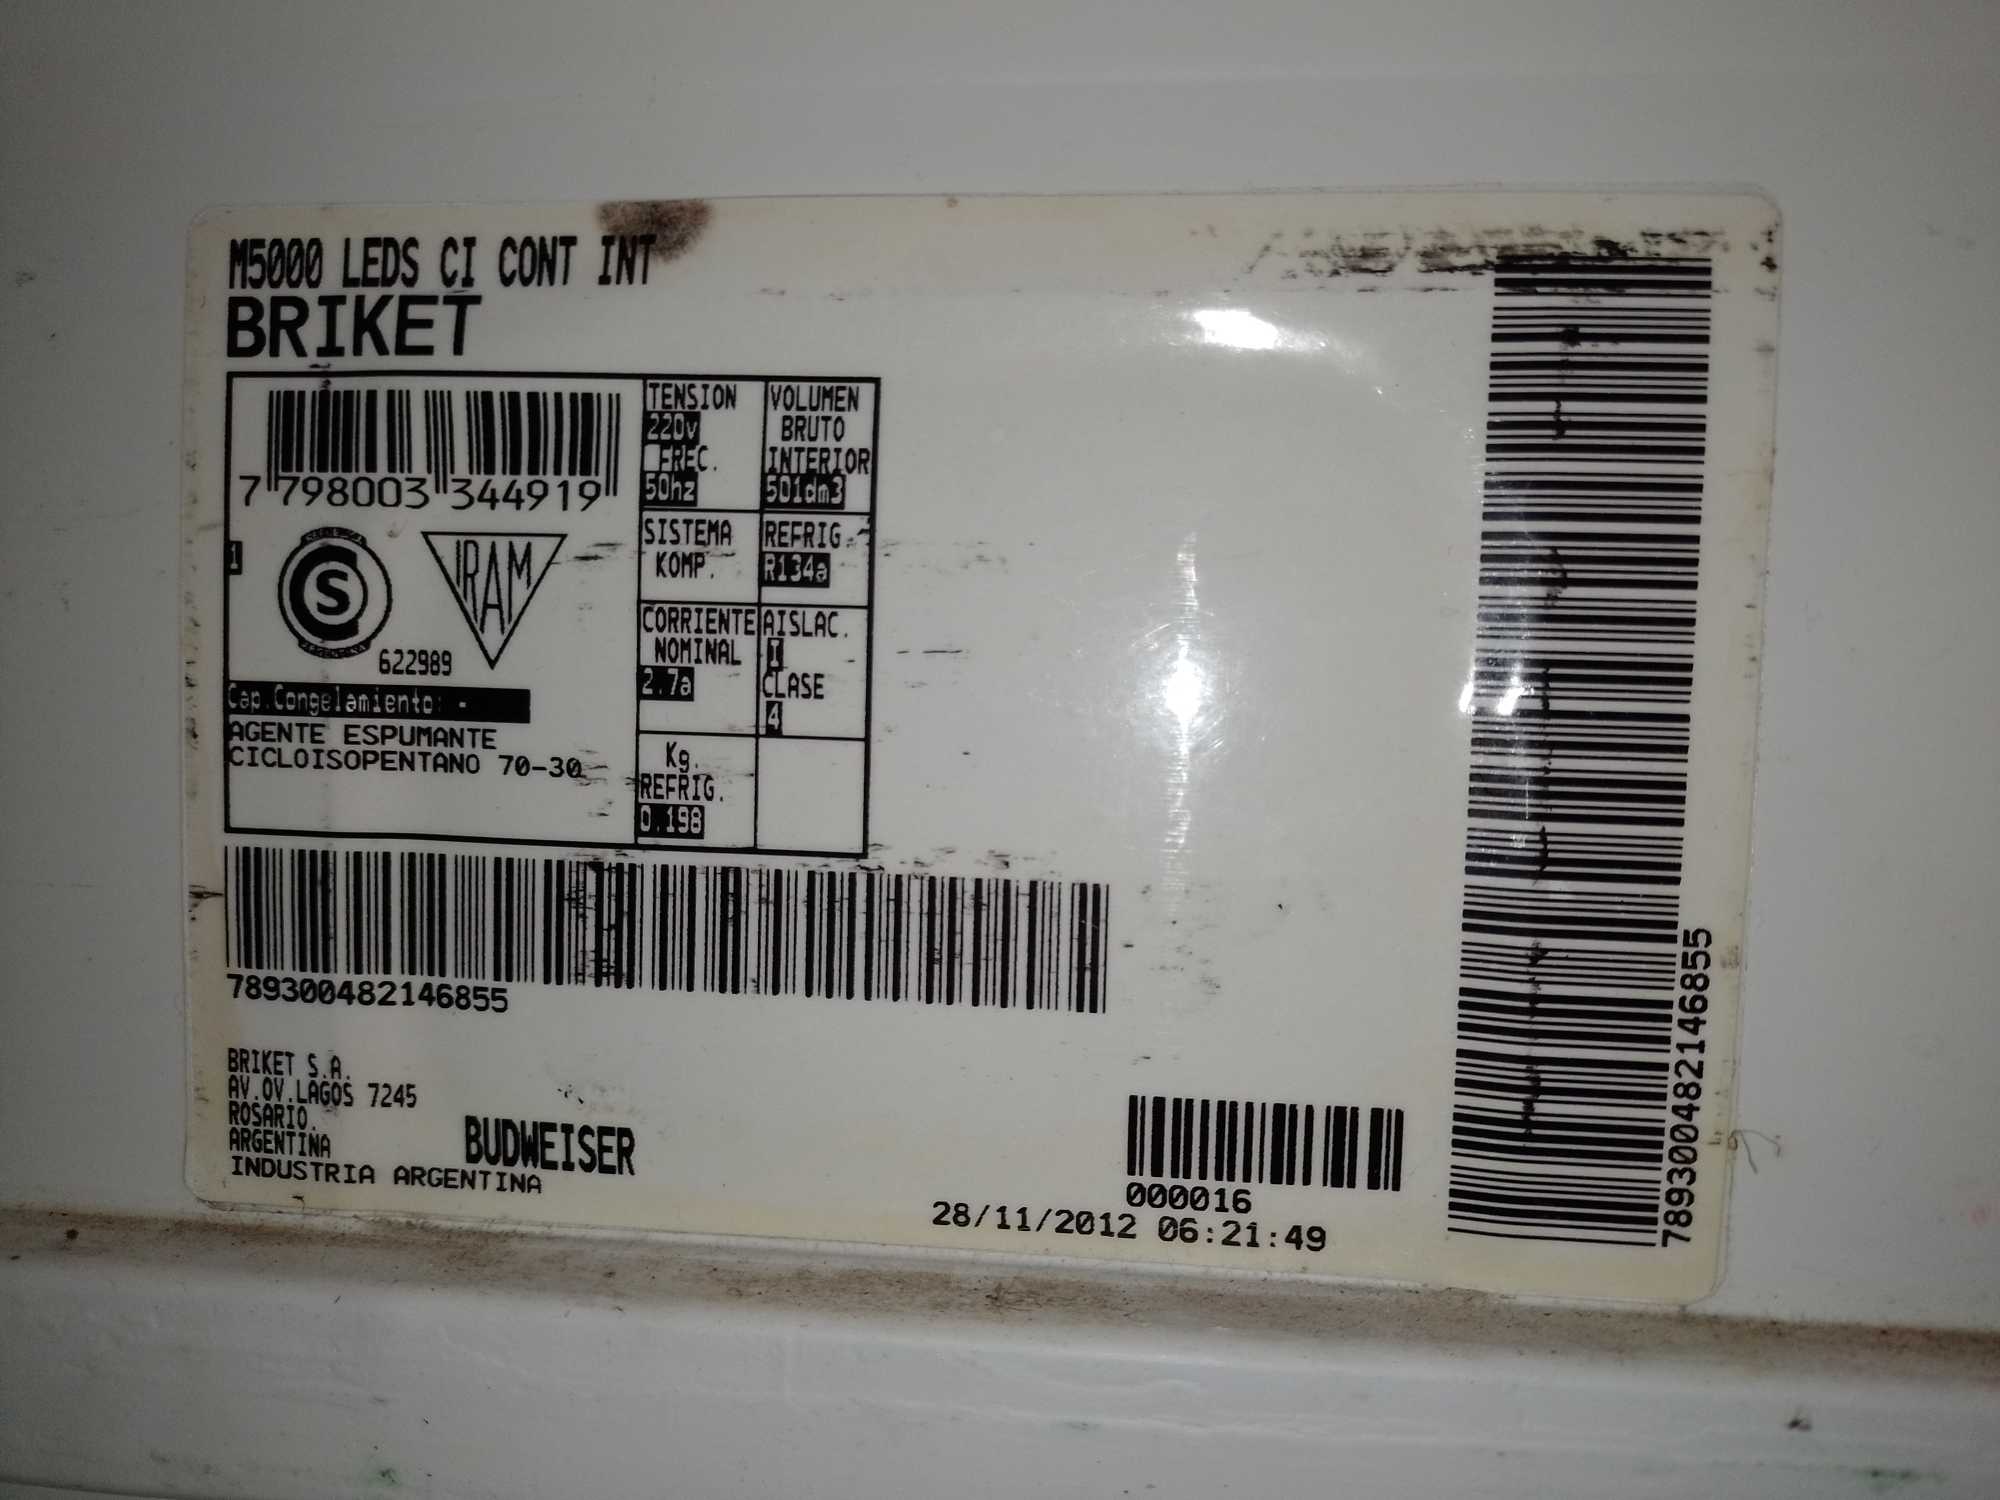 M5000 LEDS CI CONT INT
BRIKET
7 798003 344919
TENSION
220v
FREC.
50hz
VOLUMEN
BRUTO
INTERIOR
501dm3
1
S
ARGENTINA
IRAM
622989
SISTEMA
KOMP.
REFRIG.
R134a
CORRIENTE
NOMINAL
2.7a
AISLAC.
I
CLASE
4
Cap.Congelamiento: -
AGENTE ESPUMANTE
CICLOISOPENTANO 70-30
Kg.
REFRIG.
0.198
789300482146855
789300482146855
BRIKET S.A.
AV.OV.LAGOS 7245
ROSARIO.
ARGENTINA
INDUSTRIA ARGENTINA
BUDWEISER
000016
28/11/2012 06:21:49